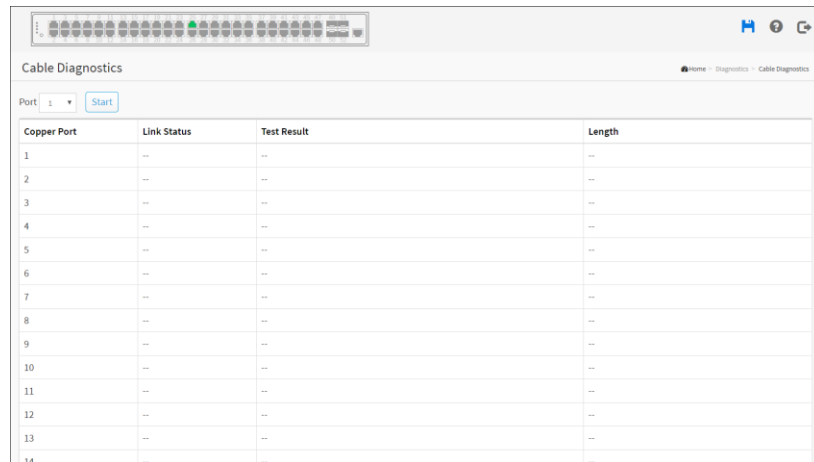 Cable Diagnostics
Home > Diagnostics > Cable Diagnostics
Port 1 Start
Copper Port Link Status Test Result Length
1 -- -- --
2 -- -- --
3 -- -- --
4 -- -- --
5 -- -- --
6 -- -- --
7 -- -- --
8 -- -- --
9 -- -- --
10 -- -- --
11 -- -- --
12 -- -- --
13 -- -- --
14 -- -- --